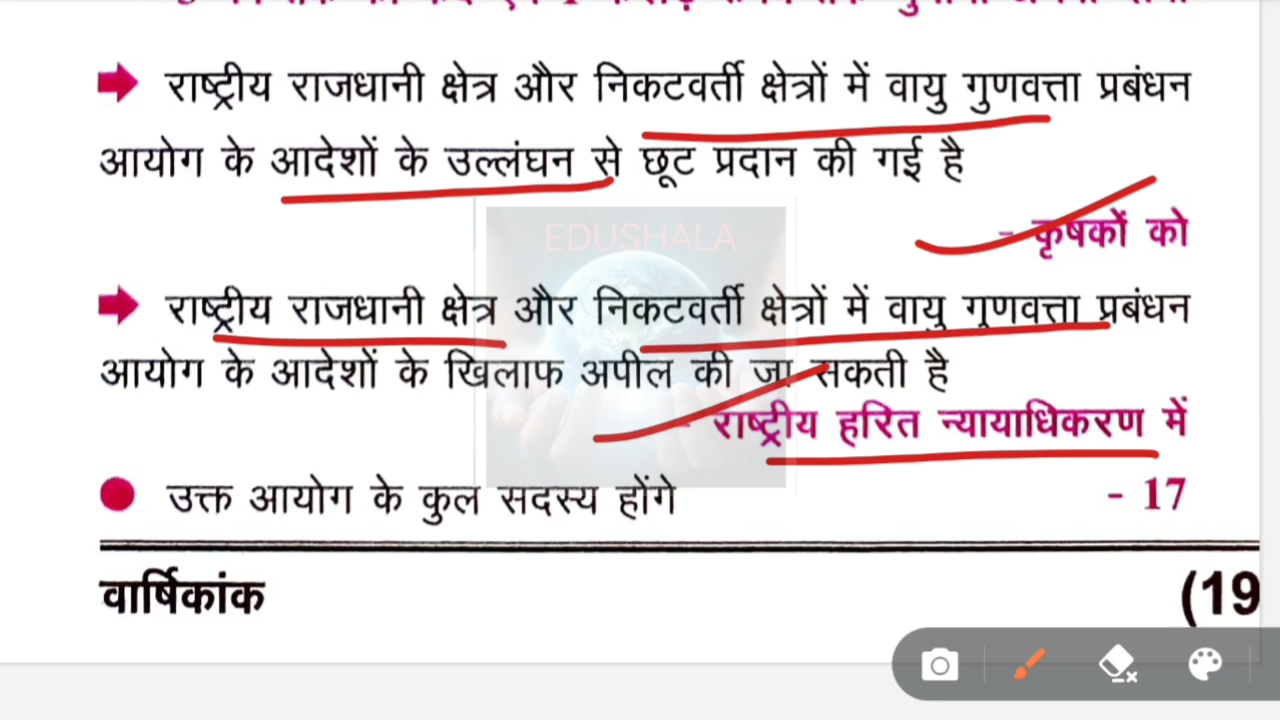 राष्ट्रीय राजधानी क्षेत्र और निकटवर्ती क्षेत्रों में वायु गुणवत्ता प्रबंधन
आयोग के आदेशों के उल्लंघन से छूट प्रदान की गई है
- कृषकों को
EDUSHALA
राष्ट्रीय राजधानी क्षेत्र और निकटवर्ती क्षेत्रों में वायु गुणवत्ता प्रबंधन
आयोग के आदेशों के खिलाफ अपील की जा सकती है
- राष्ट्रीय हरित न्यायाधिकरण में
उक्त आयोग के कुल सदस्य होंगे - 17
वार्षिकांक (19